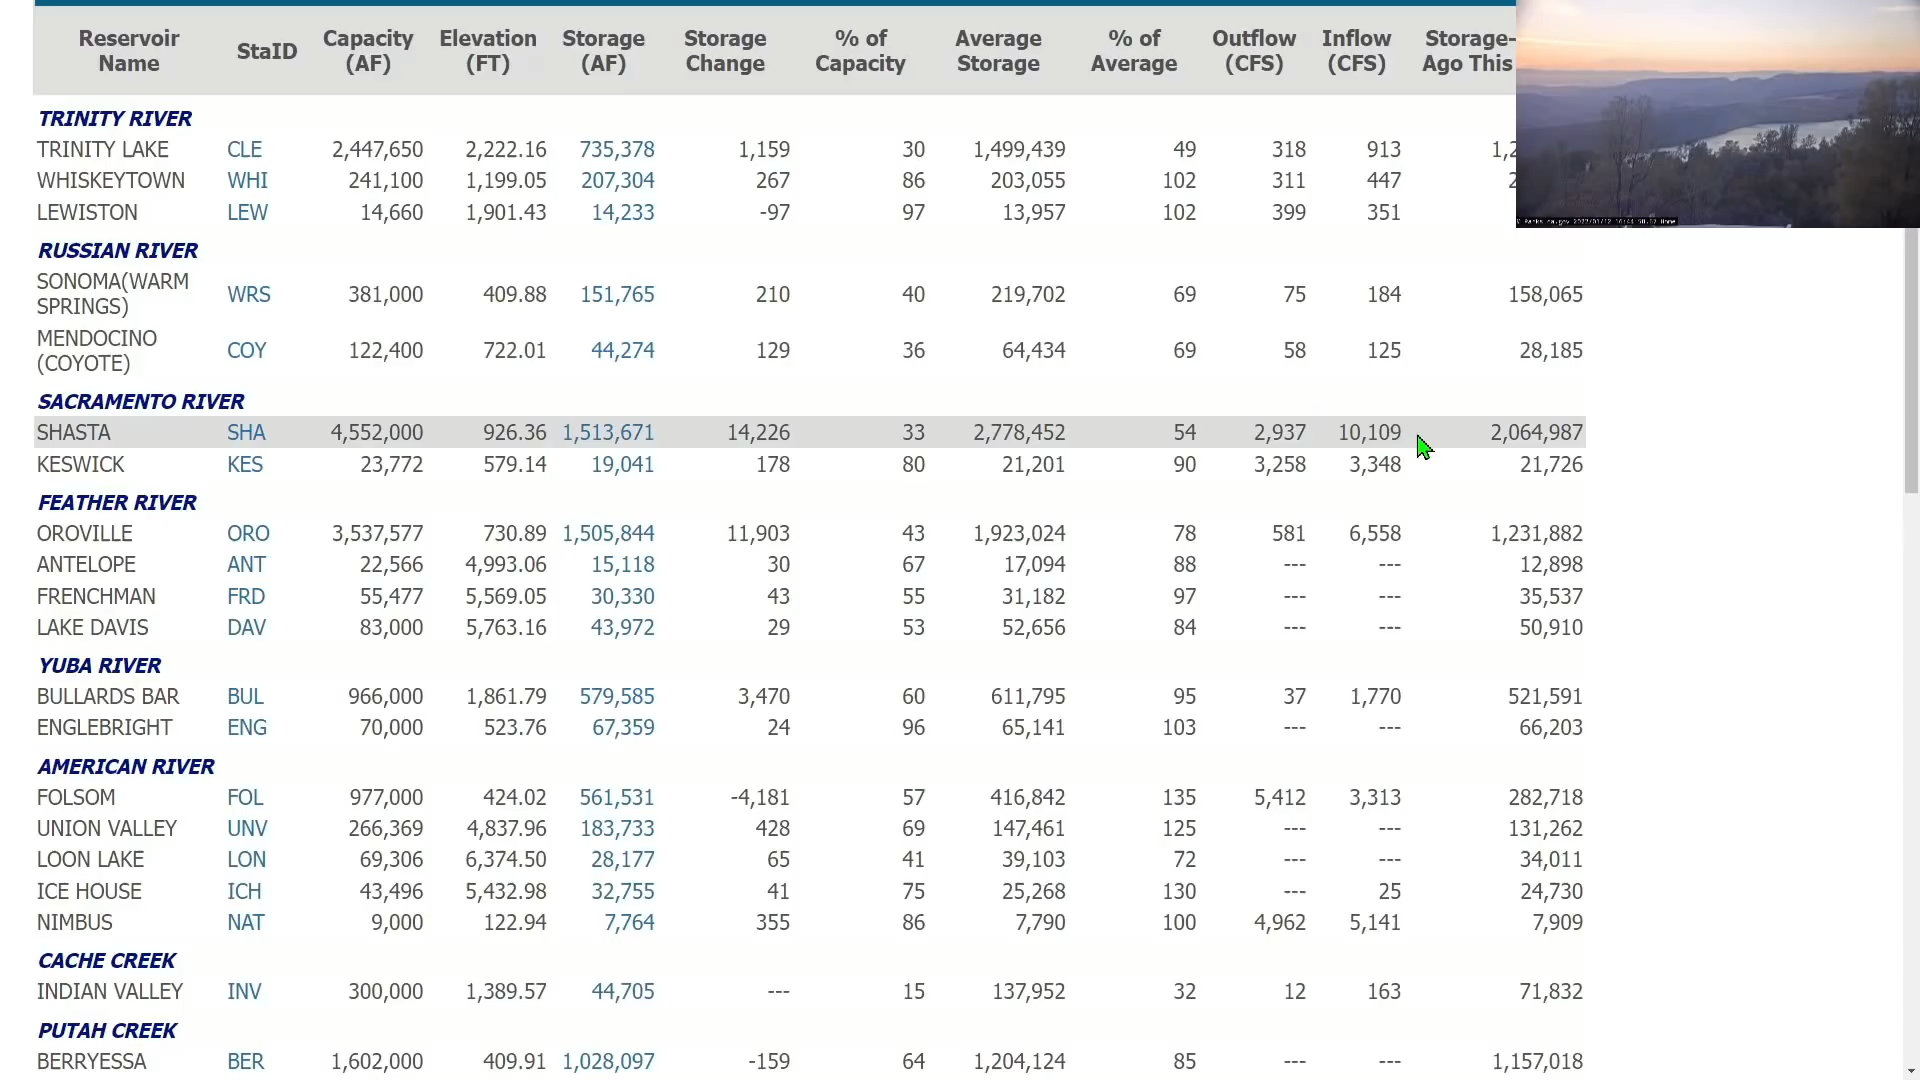 Reservoir Name StaID Capacity (AF) Elevation (FT) Storage (AF) Storage Change % of Capacity Average Storage % of Average Outflow (CFS) Inflow (CFS) Storage- Ago This
TRINITY RIVER
TRINITY LAKE CLE 2,447,650 2,222.16 735,378 1,159 30 1,499,439 49 318 913 1,2
WHISKEYTOWN WHI 241,100 1,199.05 207,304 267 86 203,055 102 311 447 2
LEWISTON LEW 14,660 1,901.43 14,233 -97 97 13,957 102 399 351
RUSSIAN RIVER
SONOMA(WARM SPRINGS) WRS 381,000 409.88 151,765 210 40 219,702 69 75 184 158,065
MENDOCINO (COYOTE) COY 122,400 722.01 44,274 129 36 64,434 69 58 125 28,185
SACRAMENTO RIVER
SHASTA SHA 4,552,000 926.36 1,513,671 14,226 33 2,778,452 54 2,937 10,109 2,064,987
KESWICK KES 23,772 579.14 19,041 178 80 21,201 90 3,258 3,348 21,726
FEATHER RIVER
OROVILLE ORO 3,537,577 730.89 1,505,844 11,903 43 1,923,024 78 581 6,558 1,231,882
ANTELOPE ANT 22,566 4,993.06 15,118 30 67 17,094 88 --- --- 12,898
FRENCHMAN FRD 55,477 5,569.05 30,330 43 55 31,182 97 --- --- 35,537
LAKE DAVIS DAV 83,000 5,763.16 43,972 29 53 52,656 84 --- --- 50,910
YUBA RIVER
BULLARDS BAR BUL 966,000 1,861.79 579,585 3,470 60 611,795 95 37 1,770 521,591
ENGLEBRIGHT ENG 70,000 523.76 67,359 24 96 65,141 103 --- --- 66,203
AMERICAN RIVER
FOLSOM FOL 977,000 424.02 561,531 -4,181 57 416,842 135 5,412 3,313 282,718
UNION VALLEY UNV 266,369 4,837.96 183,733 428 69 147,461 125 --- --- 131,262
LOON LAKE LON 69,306 6,374.50 28,177 65 41 39,103 72 --- --- 34,011
ICE HOUSE ICH 43,496 5,432.98 32,755 41 75 25,268 130 --- 25 24,730
NIMBUS NAT 9,000 122.94 7,764 355 86 7,790 100 4,962 5,141 7,909
CACHE CREEK
INDIAN VALLEY INV 300,000 1,389.57 44,705 --- 15 137,952 32 12 163 71,832
PUTAH CREEK
BERRYESSA BER 1,602,000 409.91 1,028,097 -159 64 1,204,124 85 --- --- 1,157,018